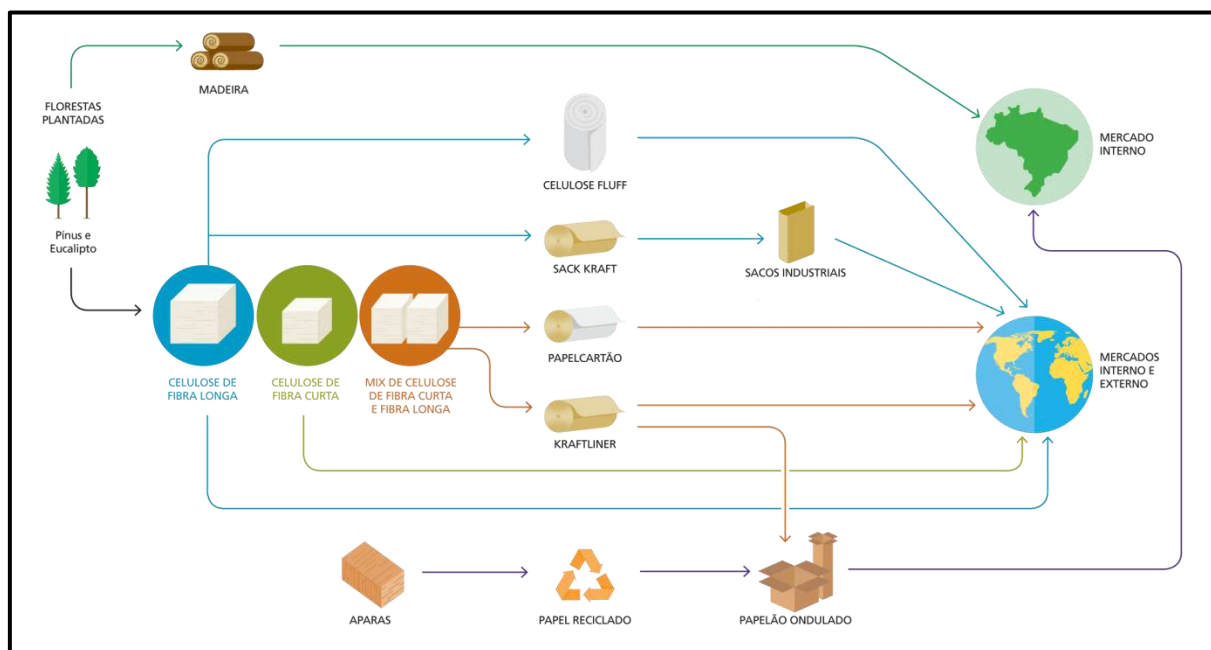 MADEIRA
FLORESTAS
PLANTADAS
Pínus e
Eucalipto
MERCADO
INTERNO
CELULOSE FLUFF
SACK KRAFT
SACOS INDUSTRIAIS
PAPELCARTÃO
CELULOSE DE
FIBRA LONGA
CELULOSE DE
FIBRA CURTA
MIX DE CELULOSE
DE FIBRA CURTA
E FIBRA LONGA
MERCADOS
INTERNO E
EXTERNO
KRAFTLINER
APARAS
PAPEL RECICLADO
PAPELÃO ONDULADO